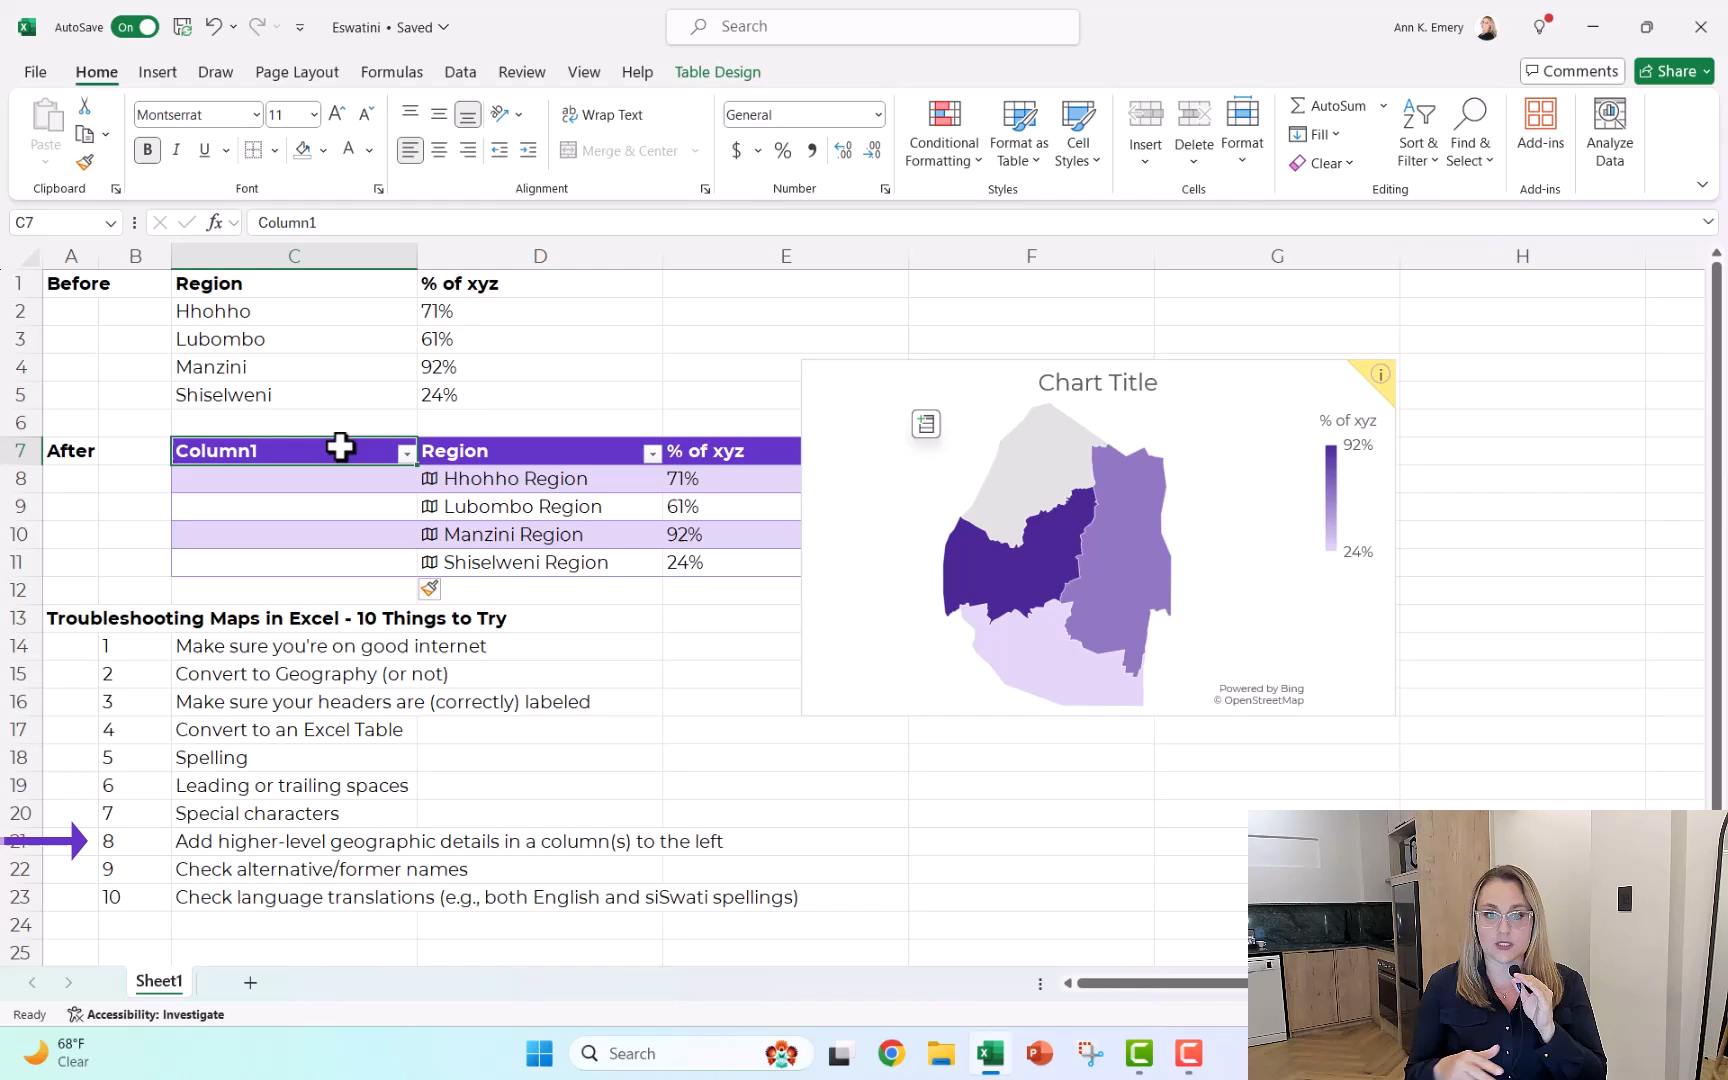 AutoSave On Eswatini • Saved Search Ann K. Emery
File Home Insert Draw Page Layout Formulas Data Review View Help Table Design Comments Share
Paste Montserrat 11 Wrap Text General Conditional Formatting Format as Table Cell Styles Insert Delete Format AutoSum Sort & Filter Find & Select Add-ins Analyze Data
B I U A Merge & Center $ % Fill Clear
Clipboard Font Alignment Number Styles Cells Editing Add-ins
C7 fx Column1
A B C D E F G H
1 Before Region % of xyz
2 Hhohho 71%
3 Lubombo 61%
4 Manzini 92%
5 Shiselweni 24%
6
7 After Column1 Region % of xyz
8 Hhohho Region 71%
9 Lubombo Region 61%
10 Manzini Region 92%
11 Shiselweni Region 24%
12
13 Troubleshooting Maps in Excel - 10 Things to Try
14 1 Make sure you're on good internet
15 2 Convert to Geography (or not)
16 3 Make sure your headers are (correctly) labeled
17 4 Convert to an Excel Table
18 5 Spelling
19 6 Leading or trailing spaces
20 7 Special characters
21 8 Add higher-level geographic details in a column(s) to the left
22 9 Check alternative/former names
23 10 Check language translations (e.g., both English and siSwati spellings)
24
25
Chart Title
% of xyz
92%
24%
Powered by Bing
© OpenStreetMap
Sheet1
Ready Accessibility: Investigate
68°F
Clear
Search